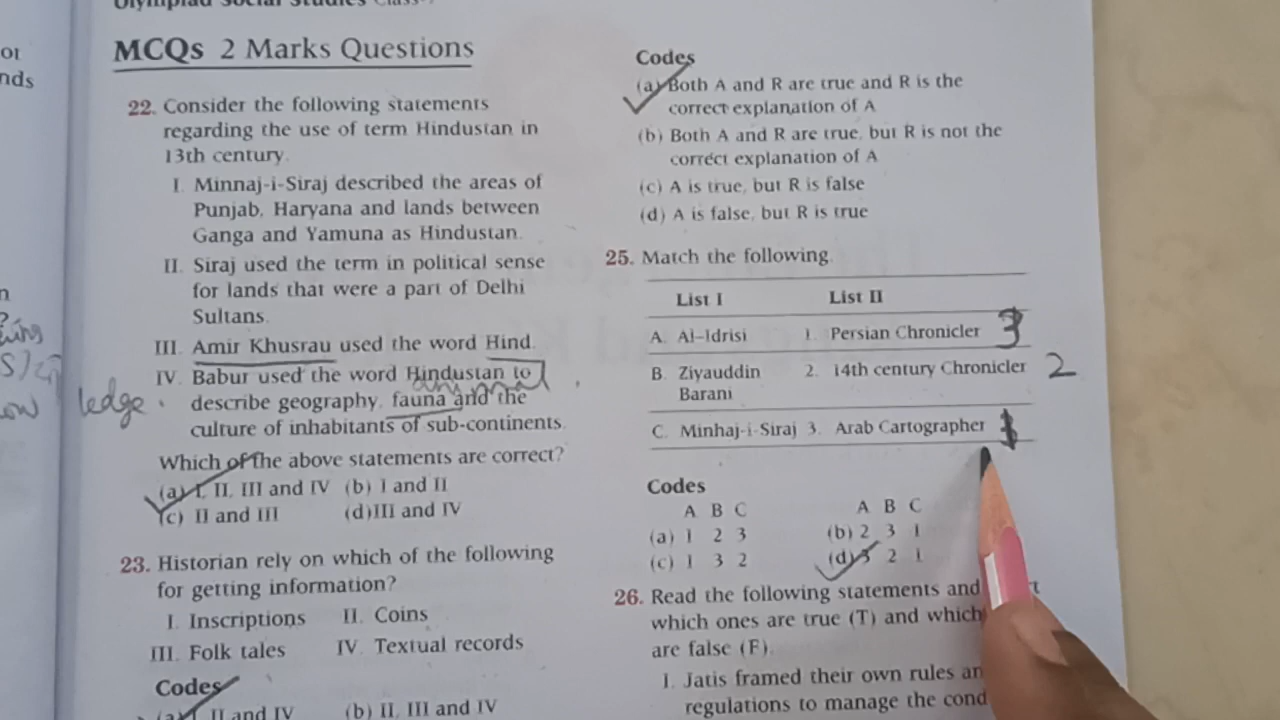 Olympiad Social Studies Class
MCQs 2 Marks Questions
22. Consider the following statements
regarding the use of term Hindustan in
13th century.
I. Minnaj-i-Siraj described the areas of
Punjab, Haryana and lands between
Ganga and Yamuna as Hindustan.
II. Siraj used the term in political sense
for lands that were a part of Delhi
Sultans.
III. Amir Khusrau used the word Hind.
IV. Babur used the word Hindustan to
describe geography, fauna and the
culture of inhabitants of sub-continents.
Which of the above statements are correct?
(a) I, II, III and IV (b) I and II
(c) II and III (d) III and IV
23. Historian rely on which of the following
for getting information?
I. Inscriptions II. Coins
III. Folk tales IV. Textual records
Codes
(a) I, II and IV (b) II, III and IV
ledge.
nds
Codes
(a) Both A and R are true and R is the
correct explanation of A
(b) Both A and R are true, but R is not the
correct explanation of A
(c) A is true, but R is false
(d) A is false, but R is true
25. Match the following.
List I List II
A. Al-Idrisi 1. Persian Chronicler 3
B. Ziyauddin 2. 14th century Chronicler 2
Barani
C. Minhaj-i-Siraj 3. Arab Cartographer
Codes
A B C A B C
(a) 1 2 3 (b) 2 3 1
(c) 1 3 2 (d) 3 2 1
26. Read the following statements and
which ones are true (T) and which
are false (F).
I. Jatis framed their own rules an
regulations to manage the cond